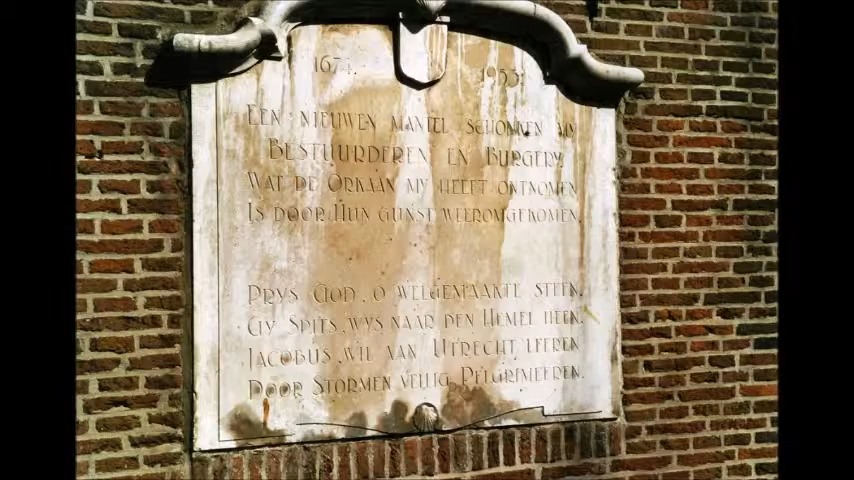 1674. 1953.
EEN NIEUWEN MANTEL SCHONKEN MY
BESTUURDEREN EN BURGERY,
WAT DE ORKAAN MY HEEFT ONTNOMEN
IS DOOR HUN GUNST WEEROMGEKOMEN.
PRYS GOD, O WELGEMAAKTE STEEN,
GY SPITS, WYS NAAR DEN HEMEL HEEN.
JACOBUS, WIL AAN UTRECHT LEEREN
DOOR STORMEN VEILIG PELGRIMEEREN.